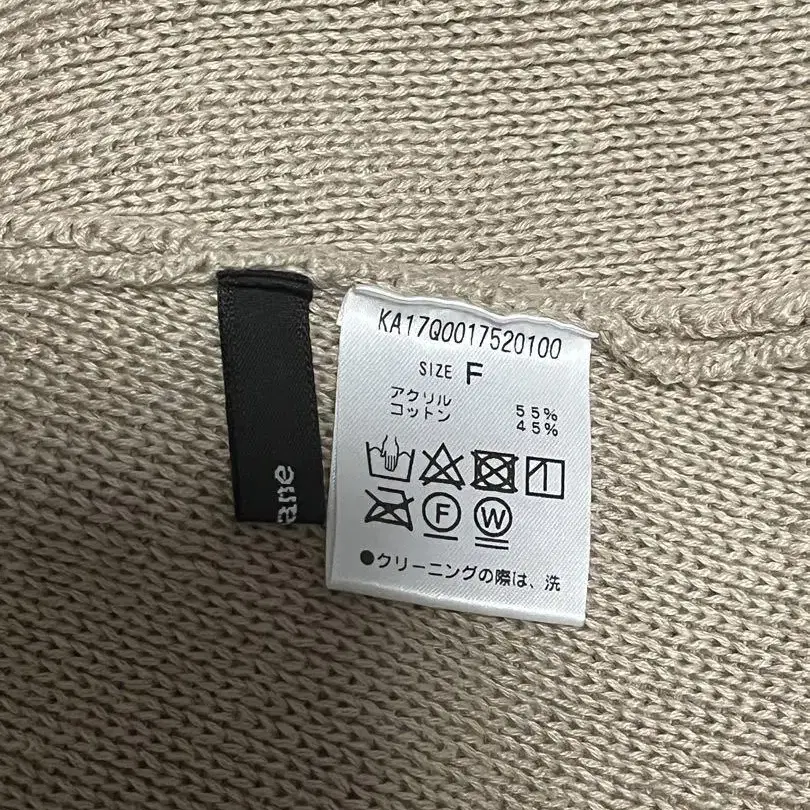 KA17Q0017520100
SIZE F
アクリル 55%
コットン 45%
F W
●クリーニングの際は、洗
ane